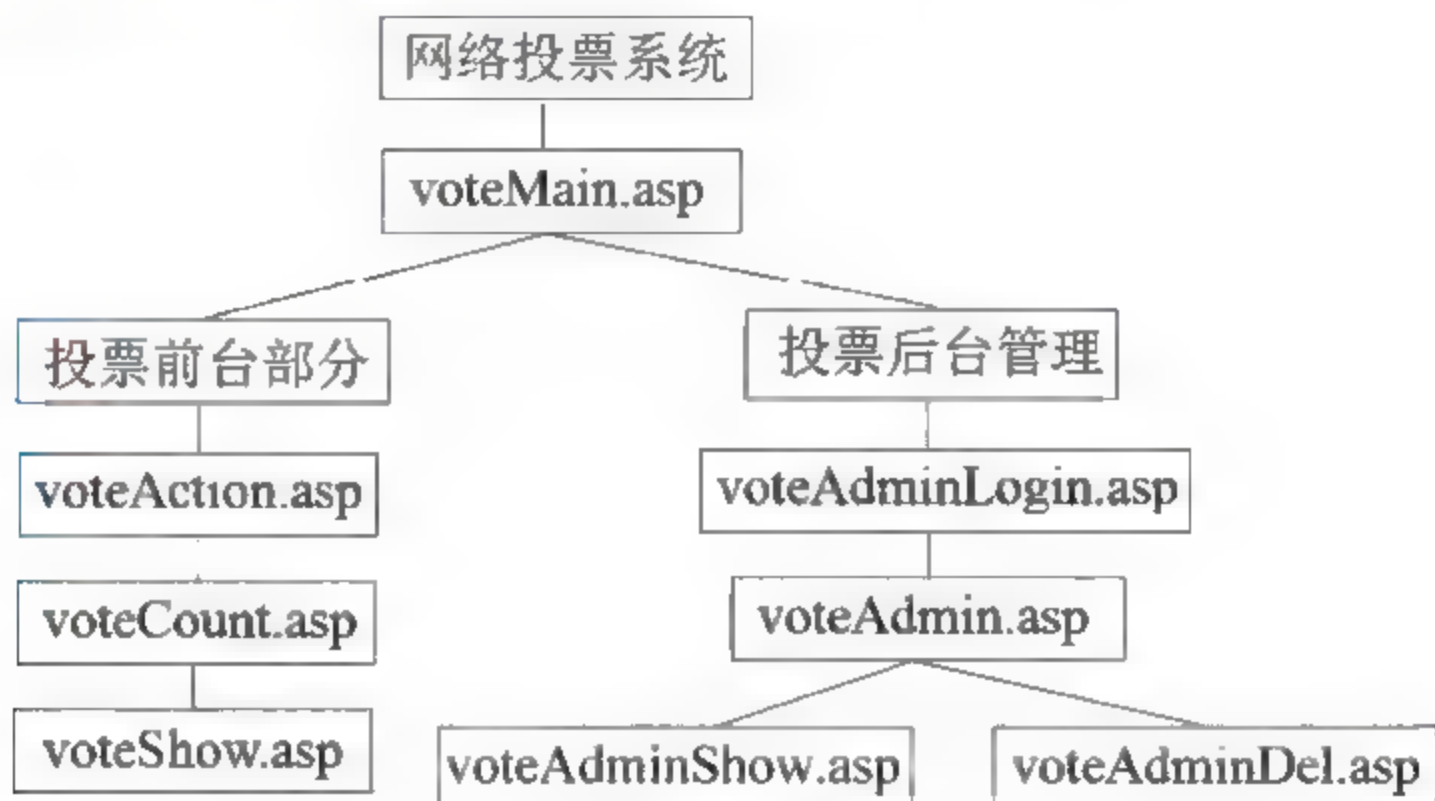 网络投票系统
voteMain.asp
投票前台部分
投票后台管理
voteAction.asp
voteAdminLogin.asp
voteCount.asp
voteAdmin.asp
voteShow.asp
voteAdminShow.asp
voteAdminDel.asp